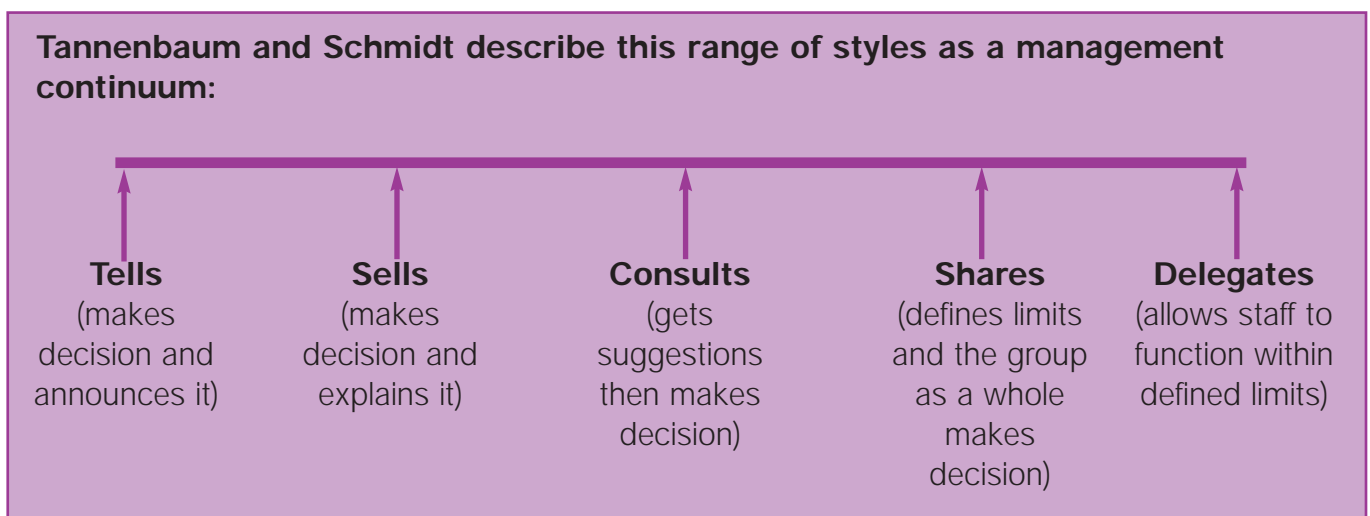 Tannenbaum and Schmidt describe this range of styles as a management
continuum:
Tells
(makes
decision and
announces it)
Sells
(makes
decision and
explains it)
Consults
(gets
suggestions
then makes
decision)
Shares
(defines limits
and the group
as a whole
makes
decision)
Delegates
(allows staff to
function within
defined limits)